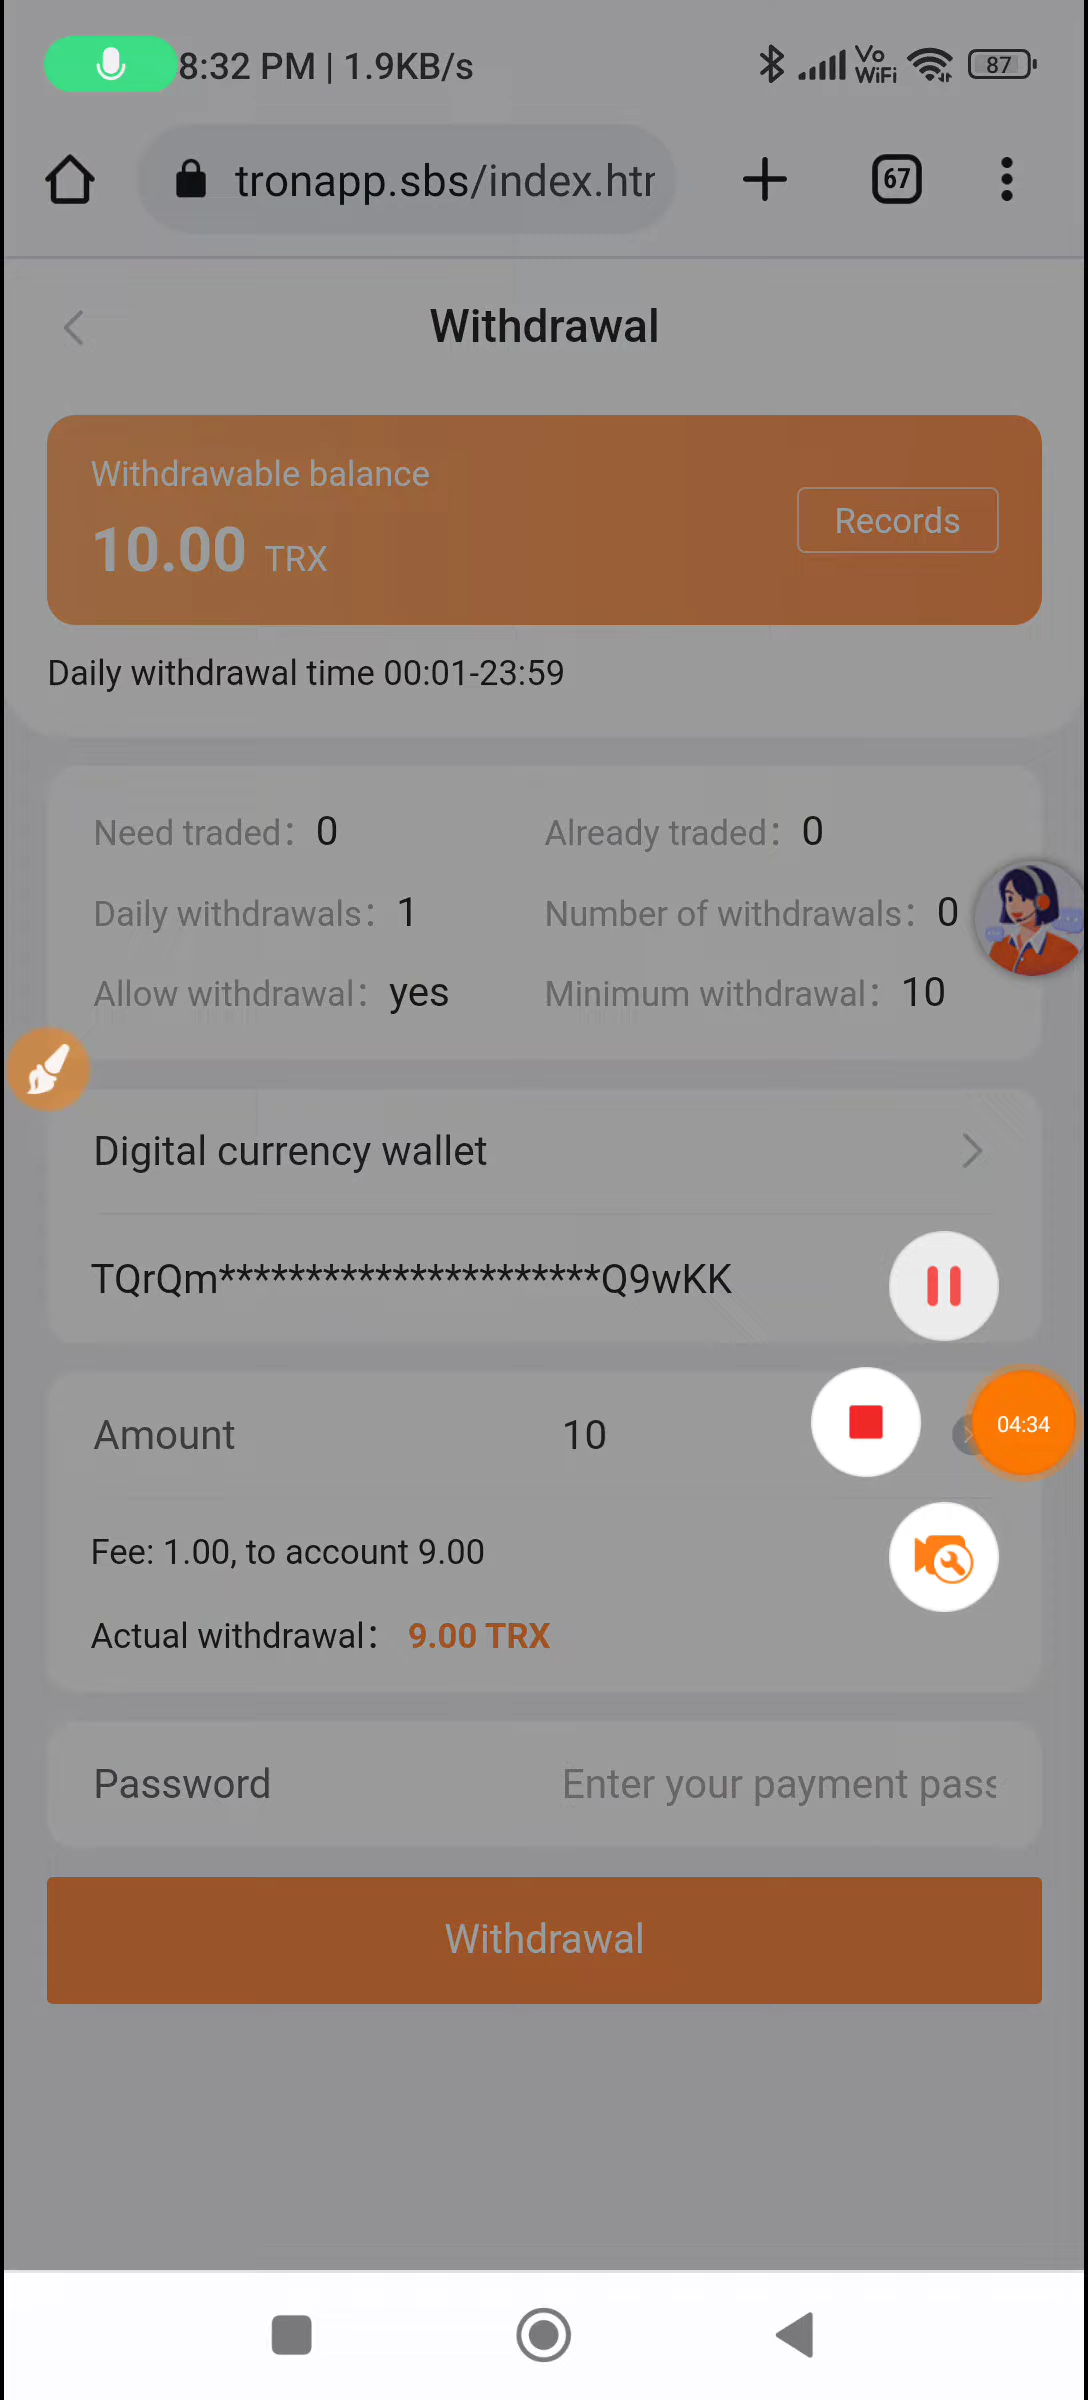 8:32 PM | 1.9KB/s
Vo
WiFi
87
tronapp.sbs/index.htr
67
Withdrawal
Withdrawable balance
10.00 TRX
Records
Daily withdrawal time 00:01-23:59
Need traded: 0
Already traded: 0
Daily withdrawals: 1
Number of withdrawals: 0
Allow withdrawal: yes
Minimum withdrawal: 10
Digital currency wallet
TQrQm**********************Q9wKK
Amount
10
04:34
Fee: 1.00, to account 9.00
Actual withdrawal: 9.00 TRX
Password
Enter your payment pass
Withdrawal